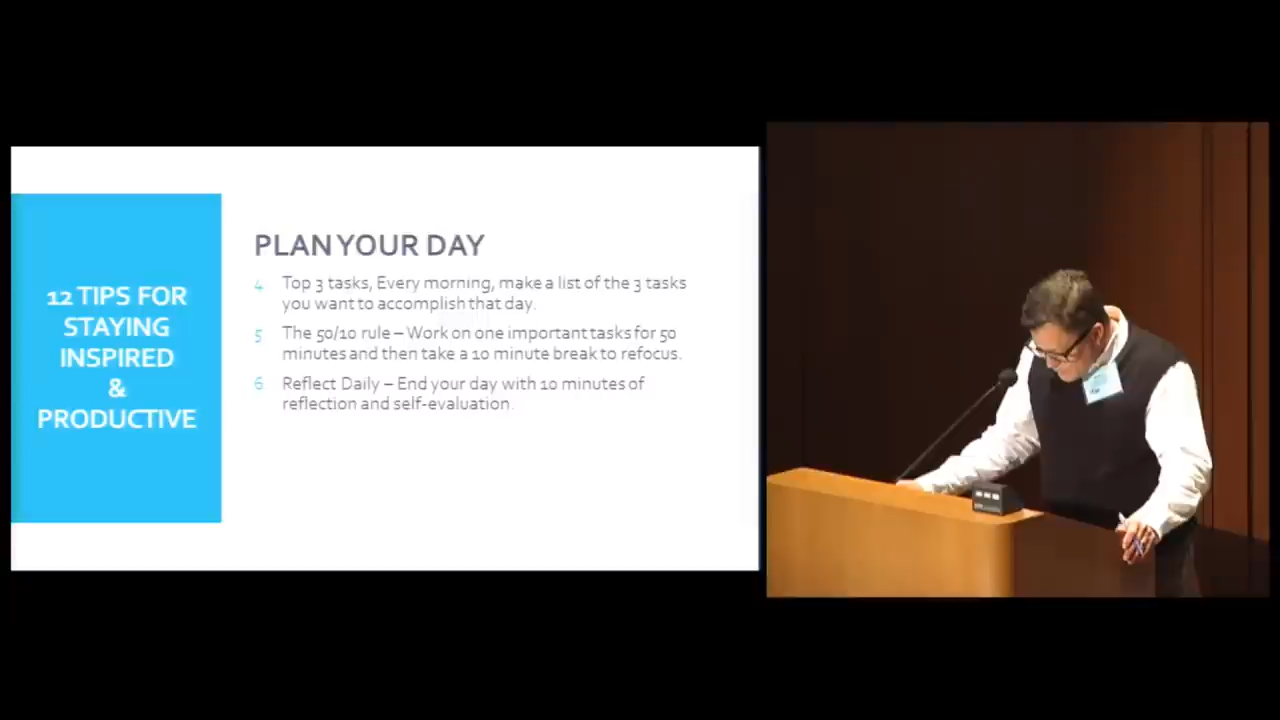 12 TIPS FOR
STAYING
INSPIRED
&
PRODUCTIVE
PLAN YOUR DAY
4 Top 3 tasks, Every morning, make a list of the 3 tasks
you want to accomplish that day.
5 The 50/10 rule – Work on one important tasks for 50
minutes and then take a 10 minute break to refocus.
6 Reflect Daily – End your day with 10 minutes of
reflection and self-evaluation.